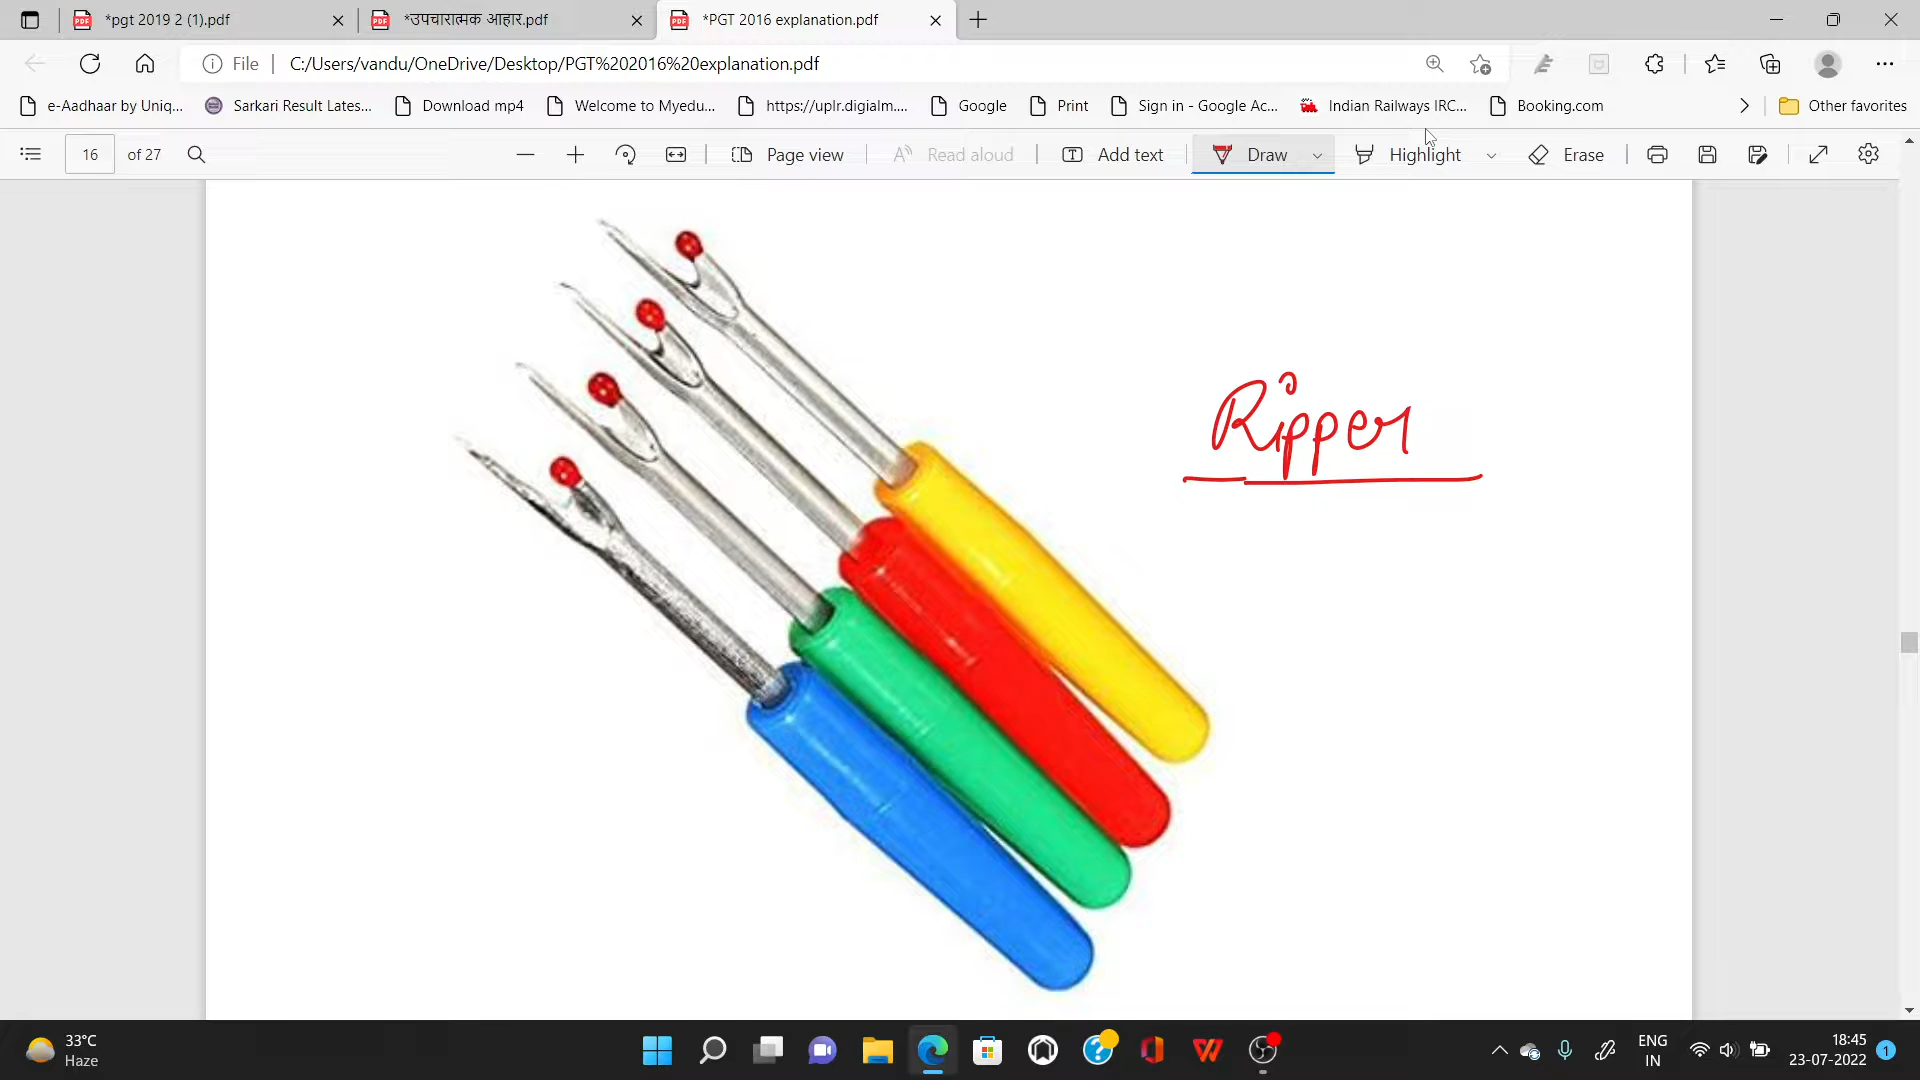 *pgt 2019 2 (1).pdf
*उपचारात्मक आहार.pdf
*PGT 2016 explanation.pdf
File
C:/Users/vandu/OneDrive/Desktop/PGT%202016%20explanation.pdf
e-Aadhaar by Uniq...
Sarkari Result Lates...
Download mp4
Welcome to Myedu...
https://uplr.digialm....
Google
Print
Sign in - Google Ac...
Indian Railways IRC...
Booking.com
Other favorites
16 of 27
Page view
Read aloud
Add text
Draw
Highlight
Erase
Ripper
33°C
Haze
ENG
IN
18:45
23-07-2022
1